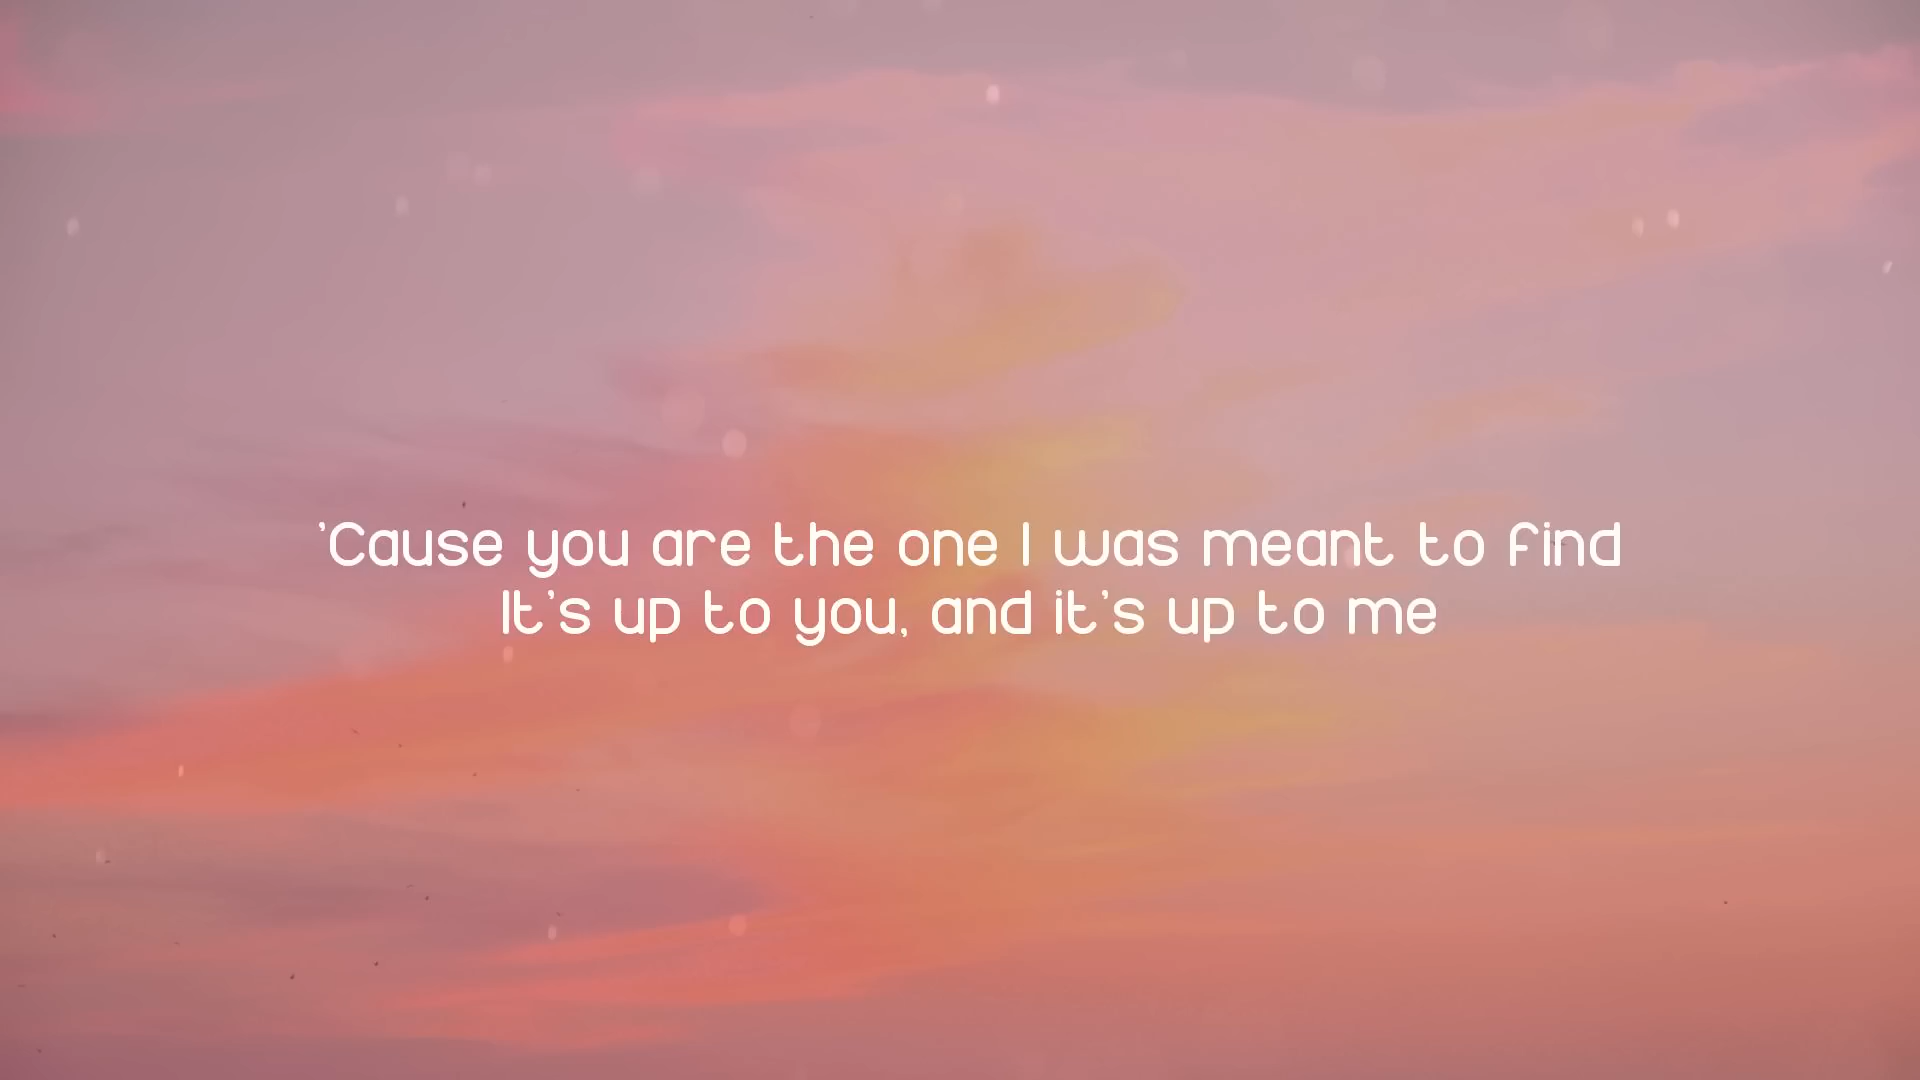 'Cause you are the one I was meant to find
It's up to you, and it's up to me